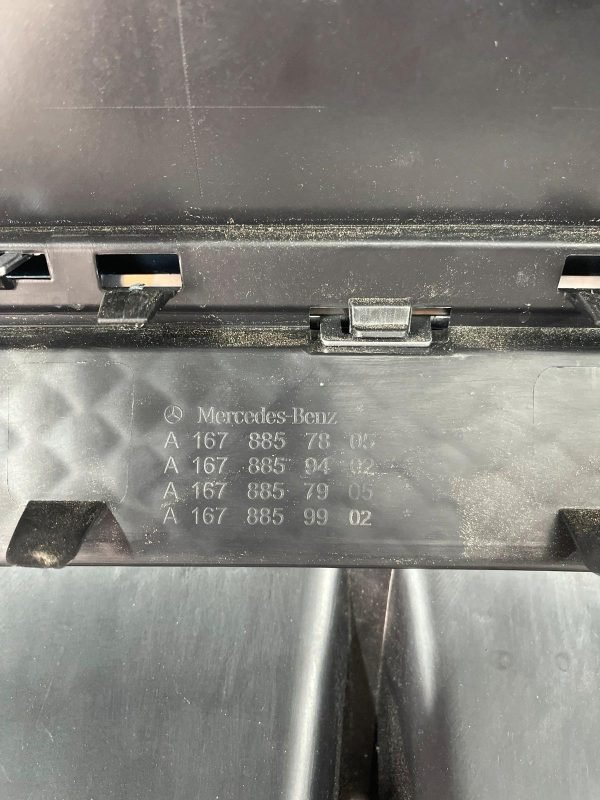 Mercedes-Benz
A 167 885 78 05
A 167 885 94 02
A 167 885 79 05
A 167 885 99 02